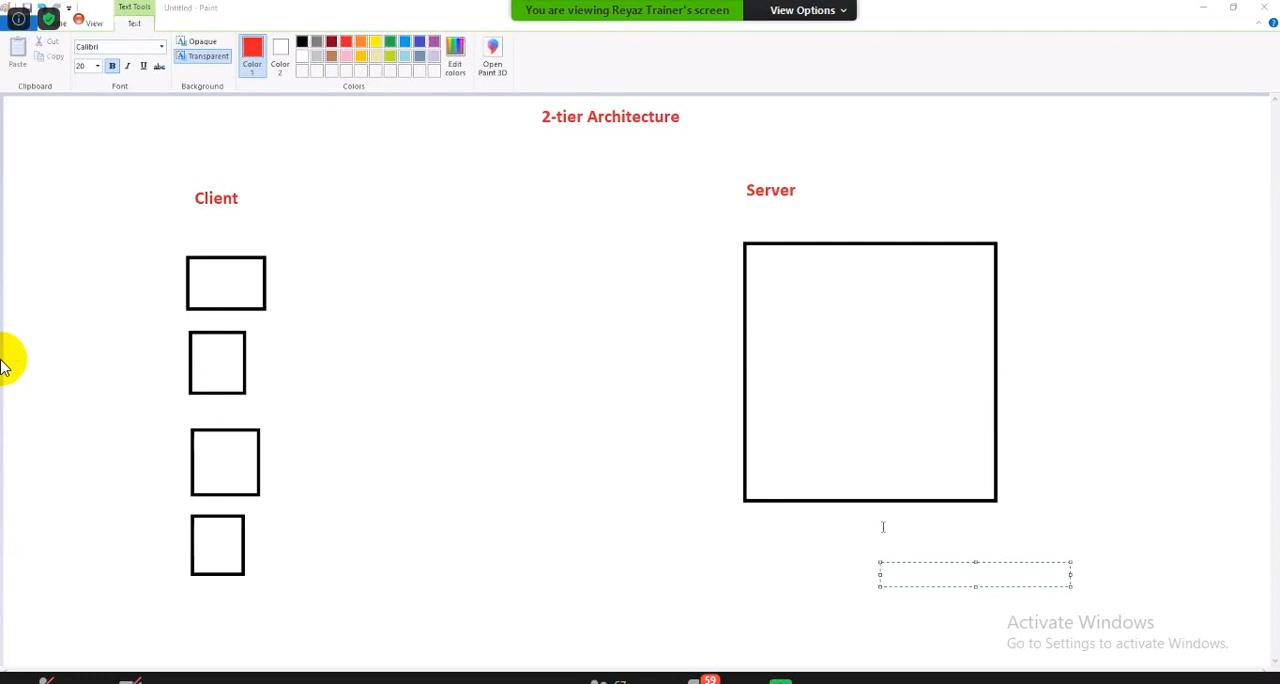 Text Tools
Untitled - Paint
You are viewing Reyaz Trainer's screen
View Options
View
Text
Paste
Cut
Copy
Clipboard
Calibri
20
B I U abc
Font
Opaque
Transparent
Background
Color 1
Color 2
Edit colors
Open Paint 3D
Colors
2-tier Architecture
Client
Server
Activate Windows
Go to Settings to activate Windows.
59